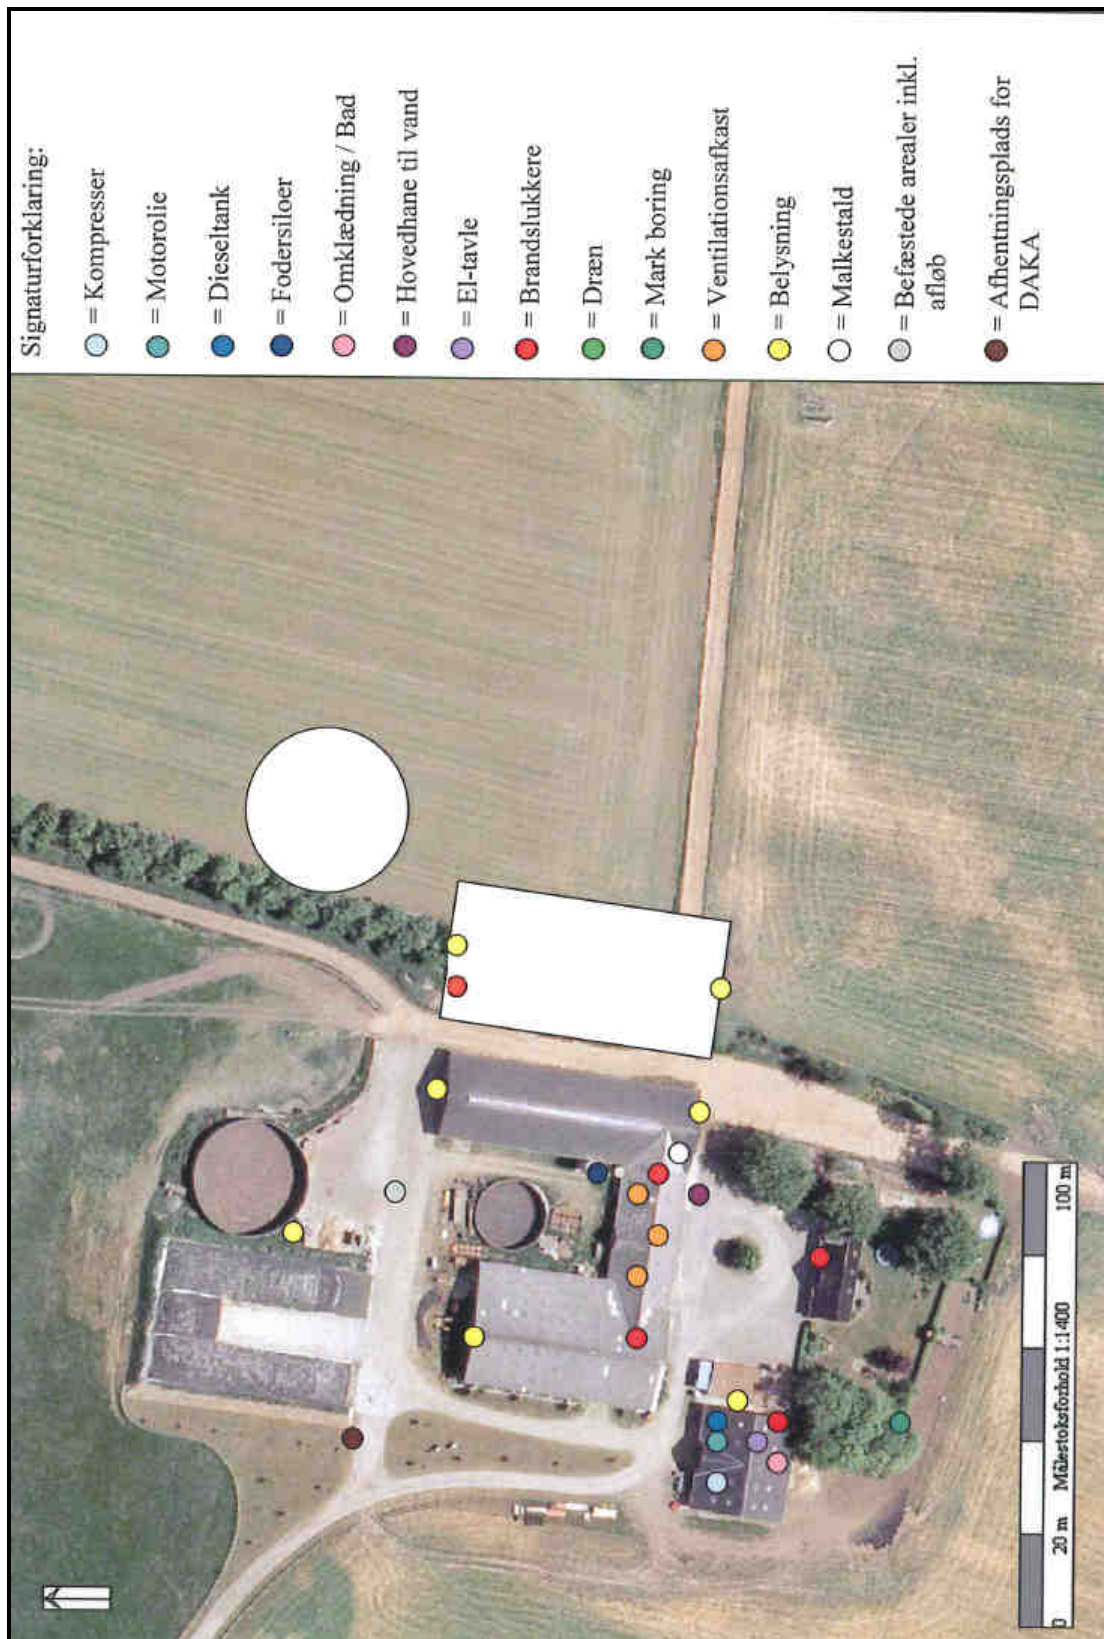 Signaturforklaring:
= Kompresser
= Motorolie
= Dieseltank
= Fodersiloer
= Omklædning / Bad
= Hovedhane til vand
= El-tavle
= Brandslukkere
= Dræn
= Mark boring
= Ventilationsafkast
= Belysning
= Malkestald
= Befæstede arealer inkl.
afløb
= Afhentningsplads for
DAKA
0 20 m Målestoksforhold 1:1400 100 m